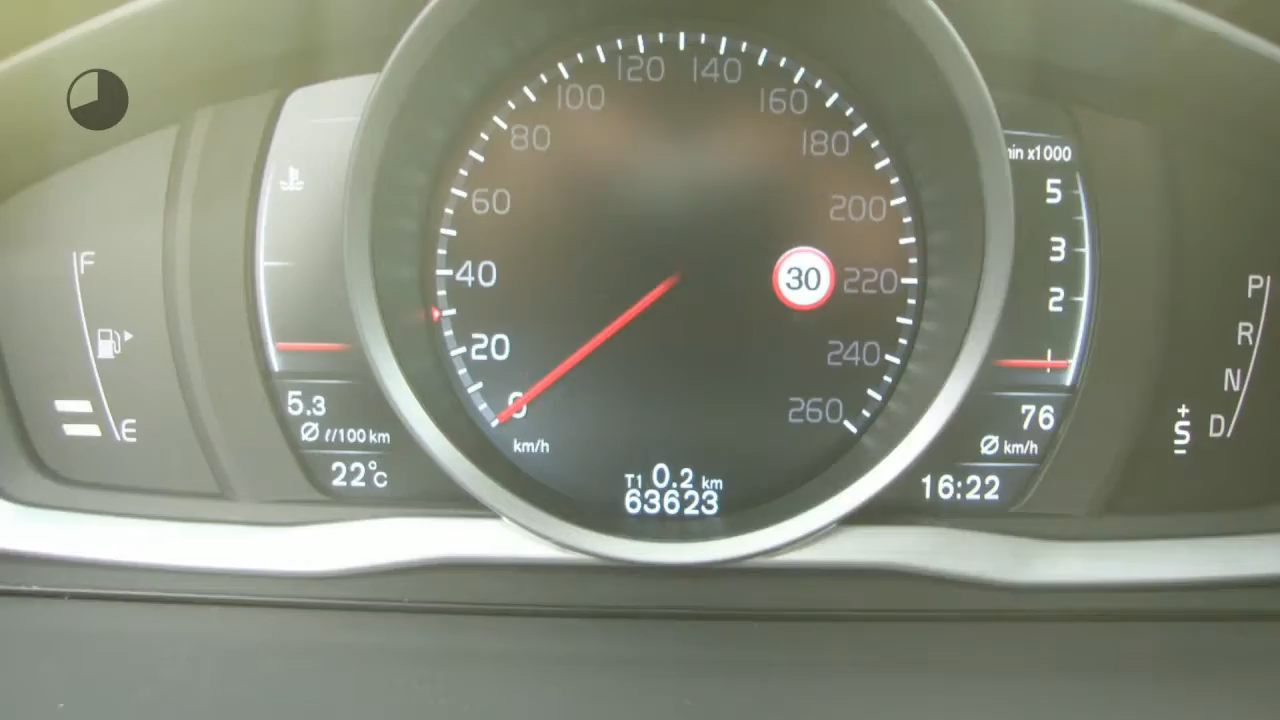 F
E
5.3
Ø l/100 km
22°C
0
20
40
60
80
100
120
140
160
180
200
220
240
260
km/h
30
T1 0.2 km
63623
min x1000
5
3
2
1
76
Ø km/h
16:22
P
R
N
D
+
S
-